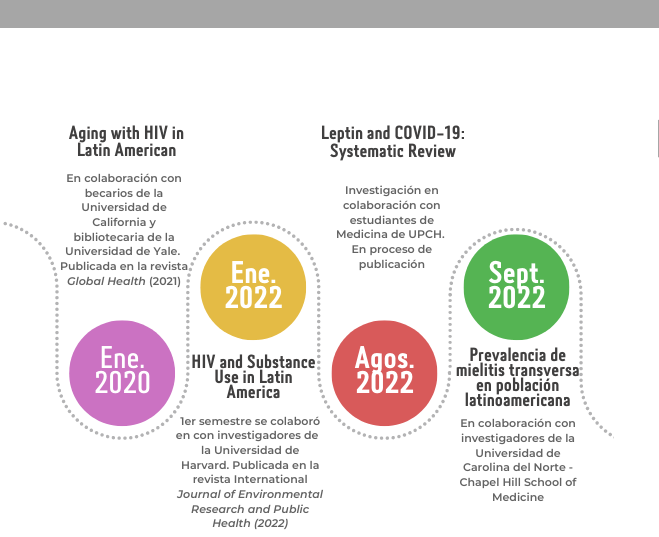 Aging with HIV in
Latin American
En colaboración con
becarios de la
Universidad de
California y
bibliotecaria de la
Universidad de Yale.
Publicada en la revista
Global Health (2021)
Ene.
2020
Ene.
2022
HIV and Substance
Use in Latin
America
1er semestre se colaboró
en con investigadores de
la Universidad de
Harvard. Publicada en la
revista International
Journal of Environmental
Research and Public
Health (2022)
Leptin and COVID-19:
Systematic Review
Investigación en
colaboración con
estudiantes de
Medicina de UPCH.
En proceso de
publicación
Agos.
2022
Sept.
2022
Prevalencia de
mielitis transversa
en población
latinoamericana
En colaboración con
investigadores de la
Universidad de
Carolina del Norte -
Chapel Hill School of
Medicine